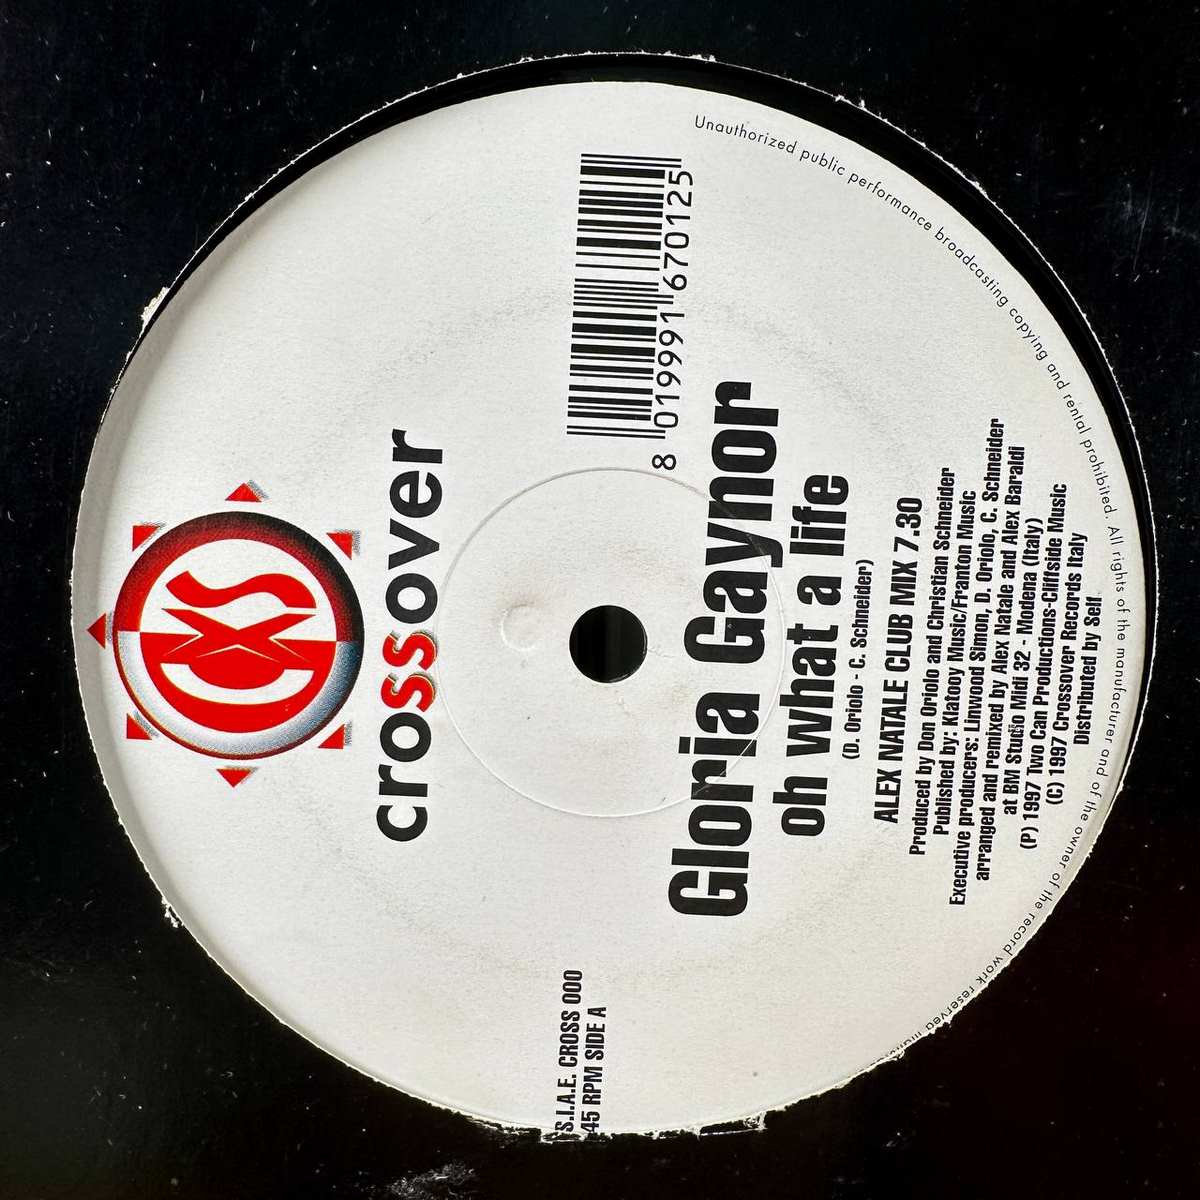 CXS
crossover
S.I.A.E. CROSS 000
45 RPM SIDE A
8 019991 670125
Gloria Gaynor
oh what a life
(D. Oriolo - C. Schneider)
ALEX NATALE CLUB MIX 7.30
Produced by Don Oriolo and Christian Schneider
Published by: Klatooy Music/Franton Music
Executive producers: Linwood Simon, D. Oriolo, C. Schneider
arranged and remixed by Alex Natale and Alex Baraldi
at BM Studio Midi 32 - Modena (Italy)
(P) 1997 Two Can Productions-Cliffside Music
(C) 1997 Crossover Records Italy
Distributed by Self
Unauthorized public performance broadcasting copying and rental prohibited. All rights of the manufacturer and of the owner of the record work reserved